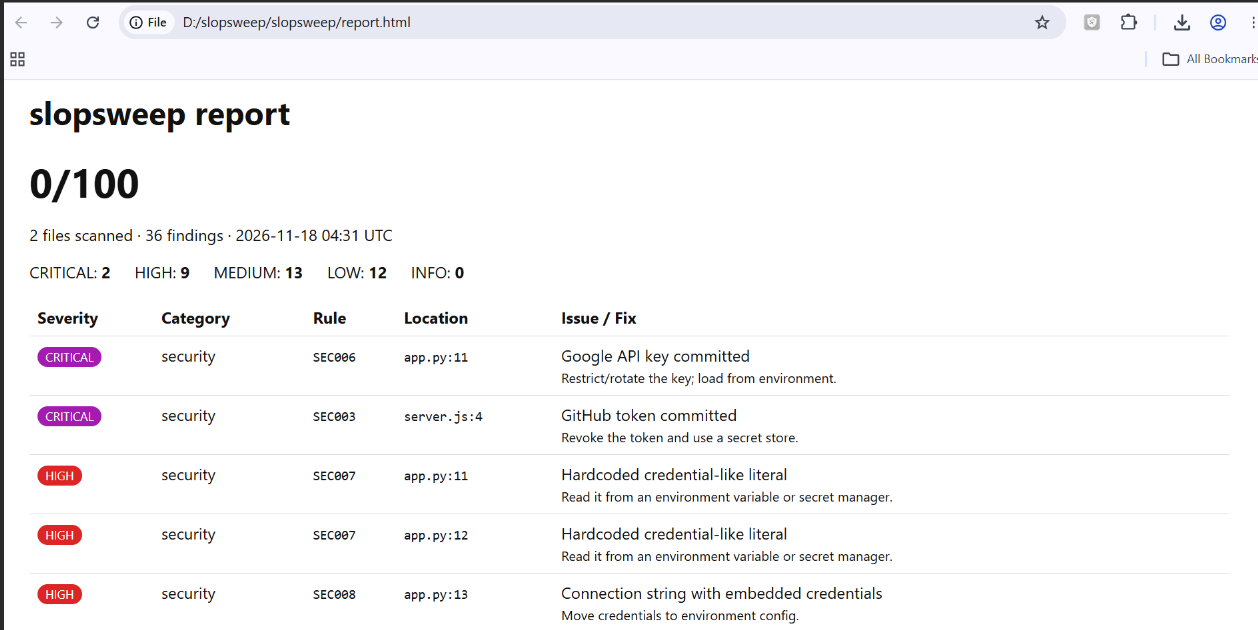 File D:/slopsweep/slopsweep/report.html
All Bookmarks
slopsweep report
0/100
2 files scanned · 36 findings · 2026-11-18 04:31 UTC
CRITICAL: 2 HIGH: 9 MEDIUM: 13 LOW: 12 INFO: 0
Severity Category Rule Location Issue / Fix
CRITICAL security SEC006 app.py:11 Google API key committed
Restrict/rotate the key; load from environment.
CRITICAL security SEC003 server.js:4 GitHub token committed
Revoke the token and use a secret store.
HIGH security SEC007 app.py:11 Hardcoded credential-like literal
Read it from an environment variable or secret manager.
HIGH security SEC007 app.py:12 Hardcoded credential-like literal
Read it from an environment variable or secret manager.
HIGH security SEC008 app.py:13 Connection string with embedded credentials
Move credentials to environment config.